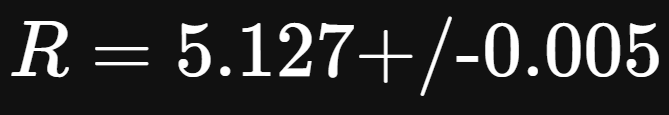 R = 5.127+/-0.005